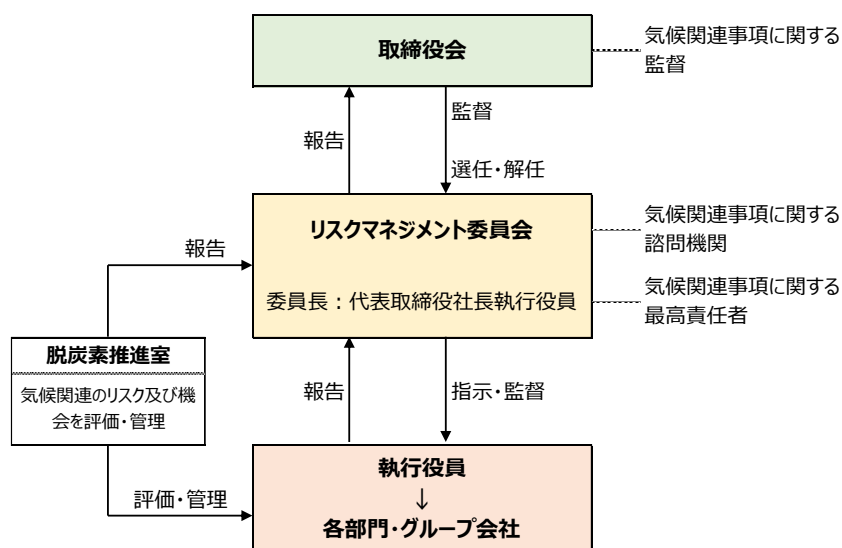 取締役会
気候関連事項に関する
監督
報告
監督
選任・解任
リスクマネジメント委員会
委員長：代表取締役社長執行役員
気候関連事項に関する
諮問機関
気候関連事項に関する
最高責任者
報告
脱炭素推進室
気候関連のリスク及び機
会を評価・管理
報告
指示・監督
評価・管理
執行役員
↓
各部門・グループ会社